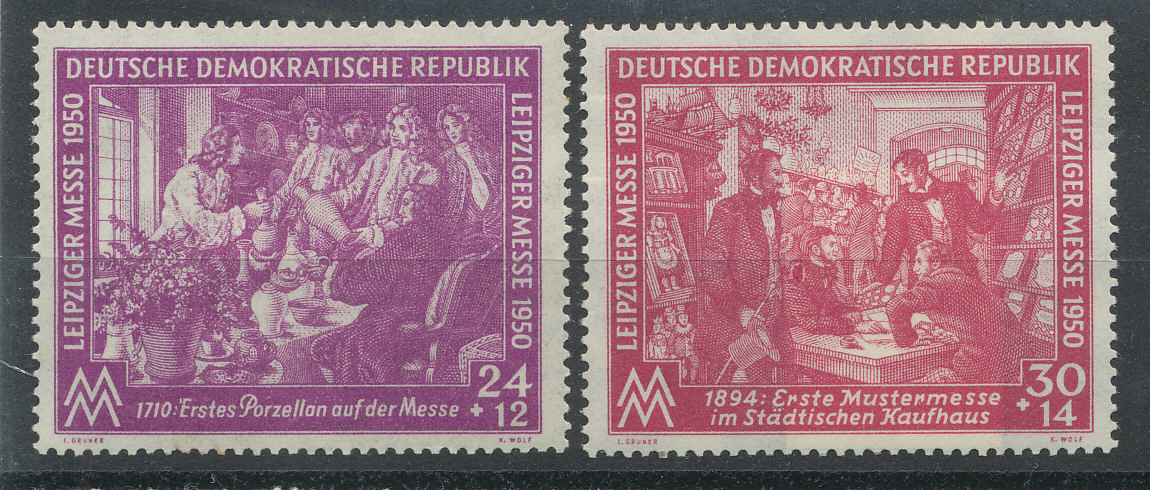 DEUTSCHE DEMOKRATISCHE REPUBLIK
LEIPZIGER MESSE 1950
LEIPZIGER MESSE 1950
24
+ 12
MM
1710: Erstes Porzellan auf der Messe
E. GRUNER
K. WOLF
DEUTSCHE DEMOKRATISCHE REPUBLIK
LEIPZIGER MESSE 1950
LEIPZIGER MESSE 1950
30
+ 14
MM
1894: Erste Mustermesse
im Städtischen Kaufhaus
E. GRUNER
K. WOLF